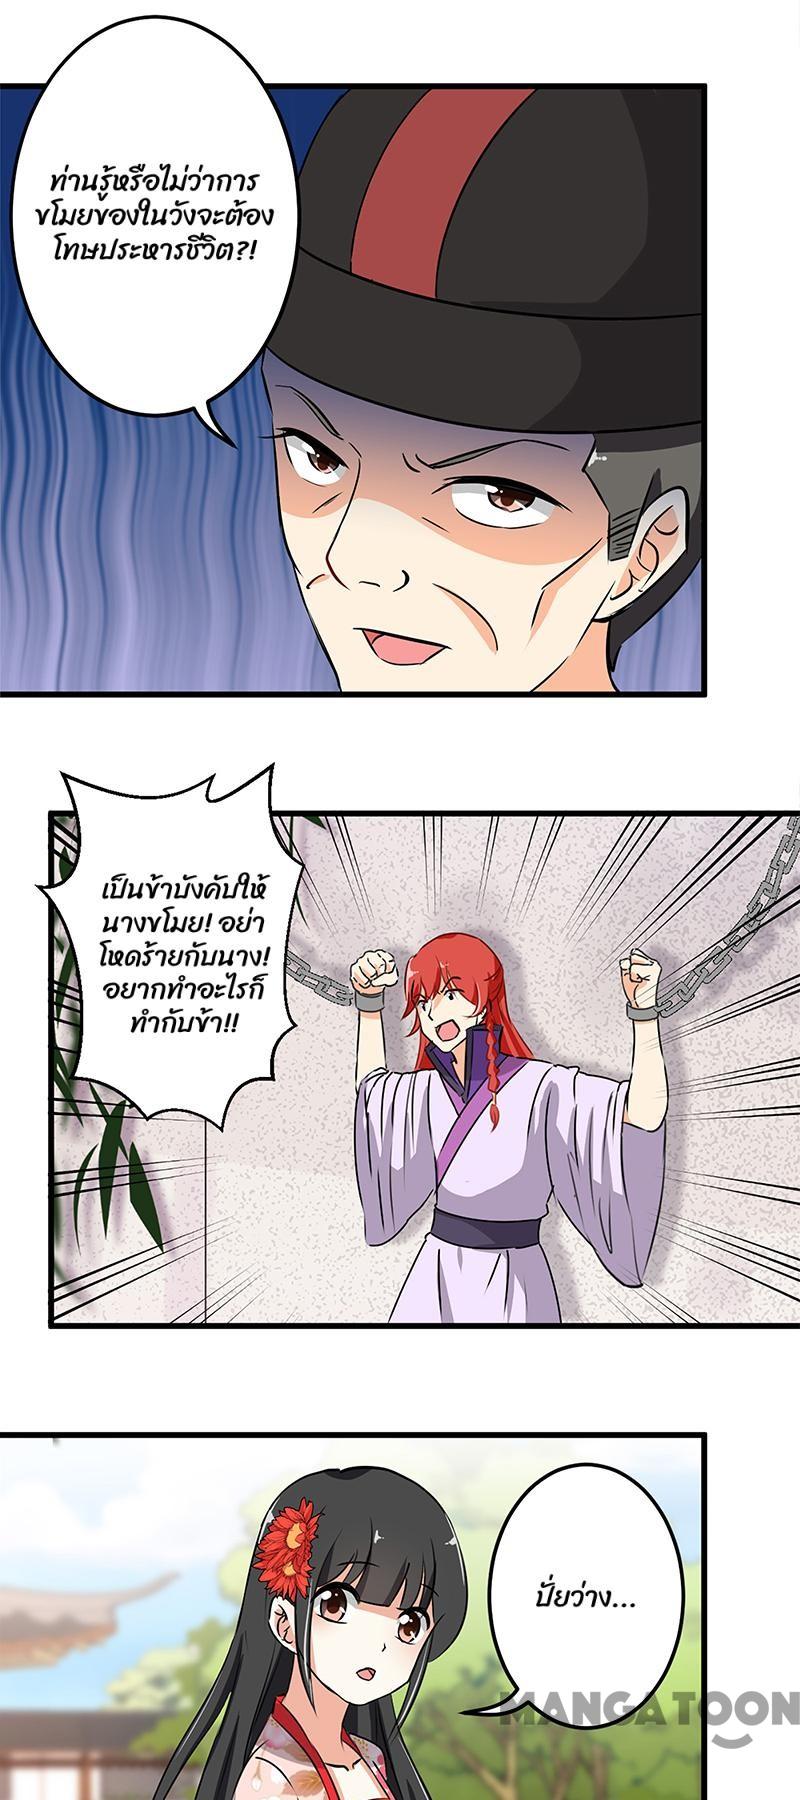 ท่านรู้หรือไม่ว่าการ
ขโมยของในวังจะต้อง
โทษประหารชีวิต?!
เป็นข้าบังคับให้
นางขโมย! อย่า
โหดร้ายกับนาง!
อยากทำอะไรก็
ทำกับข้า!!
ปั่ยว่าง...
MANGATOON